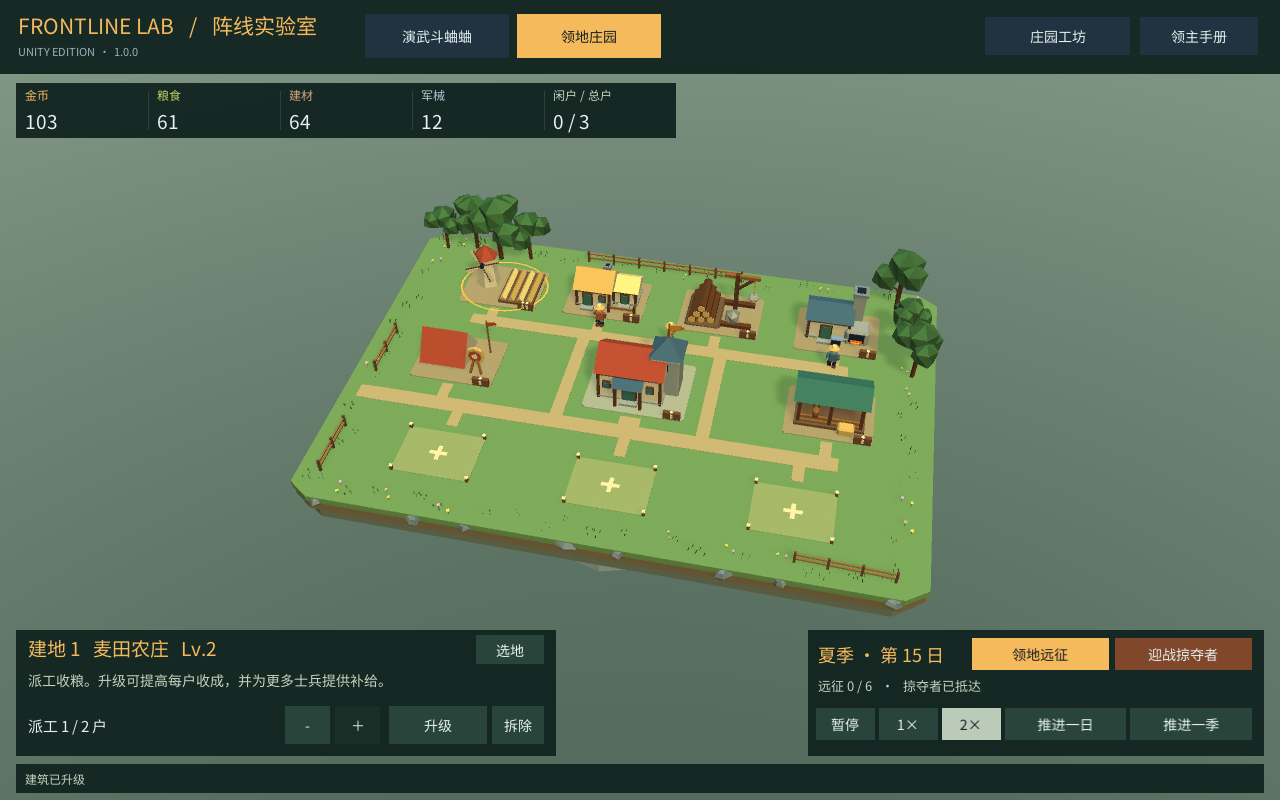 FRONTLINE LAB / 阵线实验室
UNITY EDITION · 1.0.0
演武斗蛐蛐
领地庄园
庄园工坊
领主手册
金币
粮食
建材
军械
闲户 / 总户
103
61
64
12
0 / 3
建地 1 麦田农庄 Lv.2
选地
派工收粮。升级可提高每户收成，并为更多士兵提供补给。
派工 1 / 2 户
-
+
升级
拆除
夏季 · 第 15 日
领地远征
迎战掠夺者
远征 0 / 6 · 掠夺者已抵达
暂停
1×
2×
推进一日
推进一季
建筑已升级